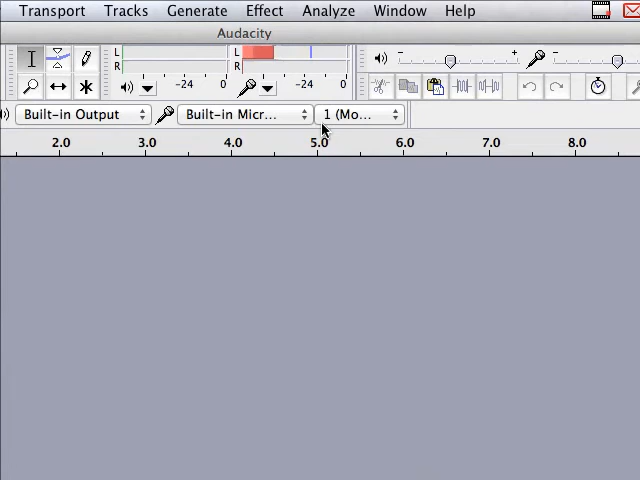 Transport Tracks Generate Effect Analyze Window Help
Audacity
L L
R -24 0 R -24 0
Built-in Output Built-in Micr... 1 (Mo...
2.0 3.0 4.0 5.0 6.0 7.0 8.0